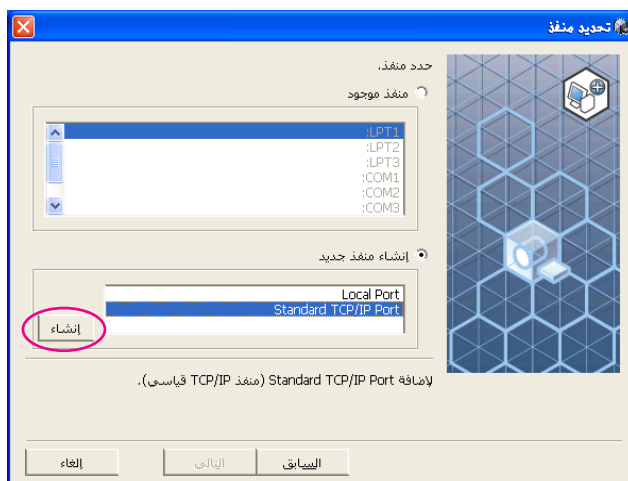 تحديد منفذ
حدد منفذ.
منفذ موجود
LPT1:
LPT2:
LPT3:
COM1:
COM2:
COM3:
إنشاء منفذ جديد
Local Port
Standard TCP/IP Port
إنشاء
لإضافة Standard TCP/IP Port (منفذ TCP/IP قياسي).
السابق
التالي
إلغاء